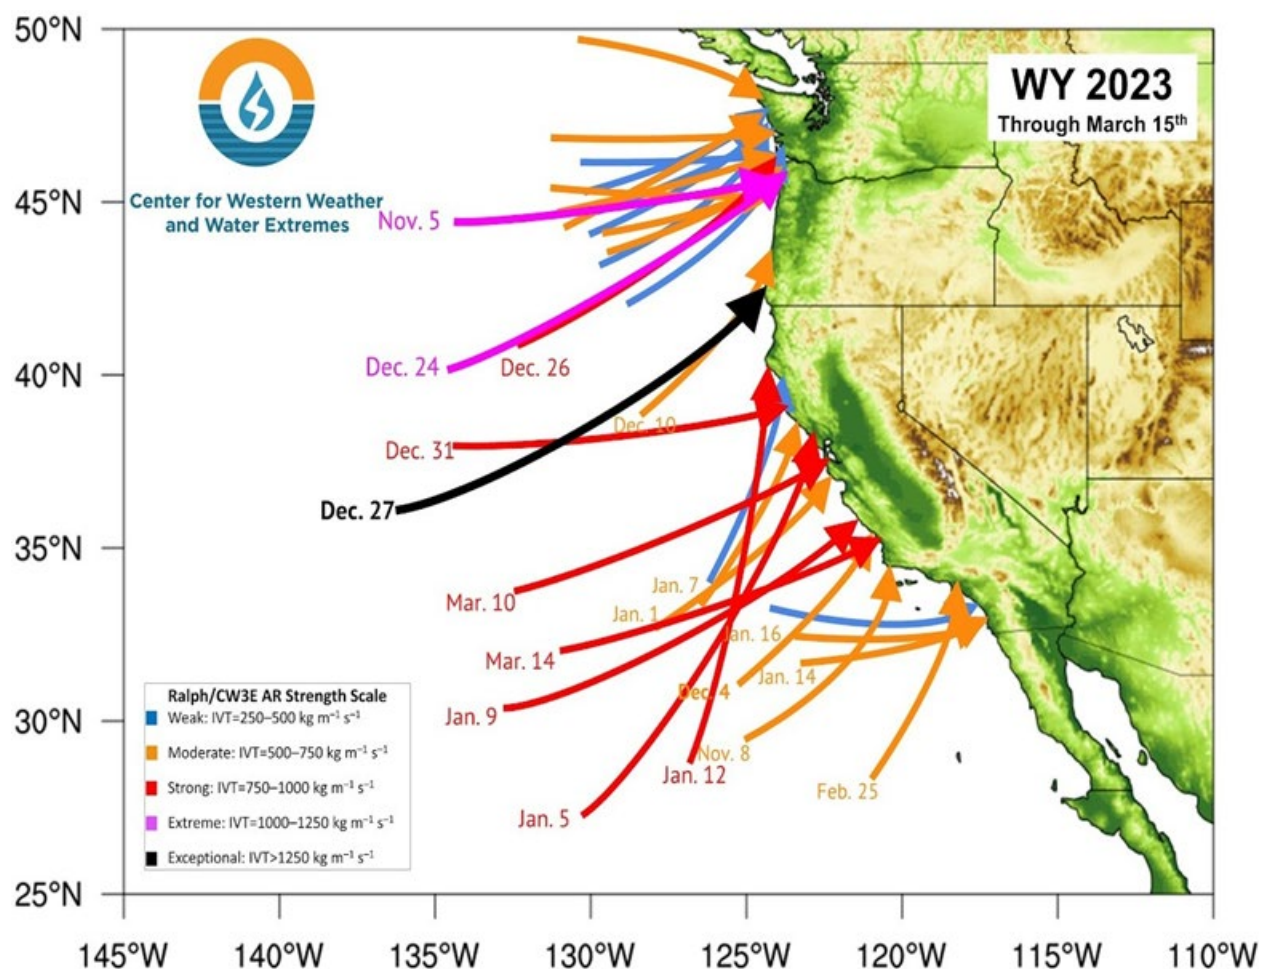 50°N
WY 2023
Through March 15th
45°N
Center for Western Weather
and Water Extremes
Nov. 5
40°N
Dec. 24
Dec. 26
Dec. 10
Dec. 31
Dec. 27
35°N
Jan. 7
Mar. 10
Jan. 1
Jan. 16
Mar. 14
Jan. 14
Dec. 4
Jan. 9
Nov. 8
Jan. 12
Feb. 25
Jan. 5
30°N
Ralph/CW3E AR Strength Scale
Weak: IVT=250–500 kg m⁻¹ s⁻¹
Moderate: IVT=500–750 kg m⁻¹ s⁻¹
Strong: IVT=750–1000 kg m⁻¹ s⁻¹
Extreme: IVT=1000–1250 kg m⁻¹ s⁻¹
Exceptional: IVT>1250 kg m⁻¹ s⁻¹
25°N
145°W 140°W 135°W 130°W 125°W 120°W 115°W 110°W